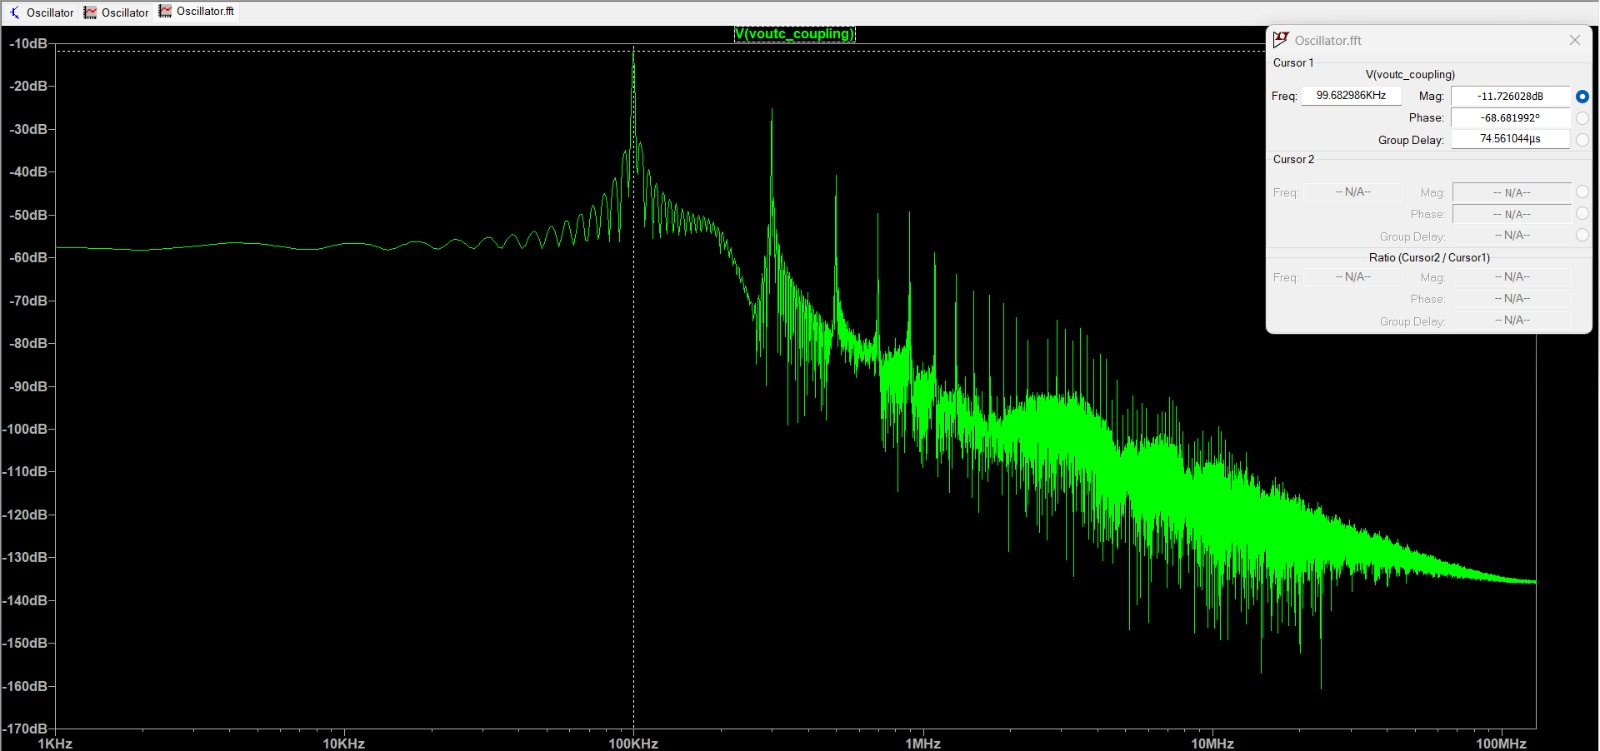 Oscillator Oscillator Oscillator.fft
V(voutc_coupling)
-10dB
-20dB
-30dB
-40dB
-50dB
-60dB
-70dB
-80dB
-90dB
-100dB
-110dB
-120dB
-130dB
-140dB
-150dB
-160dB
-170dB
1KHz 10KHz 100KHz 1MHz 10MHz 100MHz
Oscillator.fft
Cursor 1
V(voutc_coupling)
Freq: 99.682986KHz Mag: -11.726028dB
Phase: -68.681992°
Group Delay: 74.561044µs
Cursor 2
Freq: -- N/A-- Mag: -- N/A--
Phase: -- N/A--
Group Delay: -- N/A--
Ratio (Cursor2 / Cursor1)
Freq: -- N/A-- Mag: -- N/A--
Phase: -- N/A--
Group Delay: -- N/A--